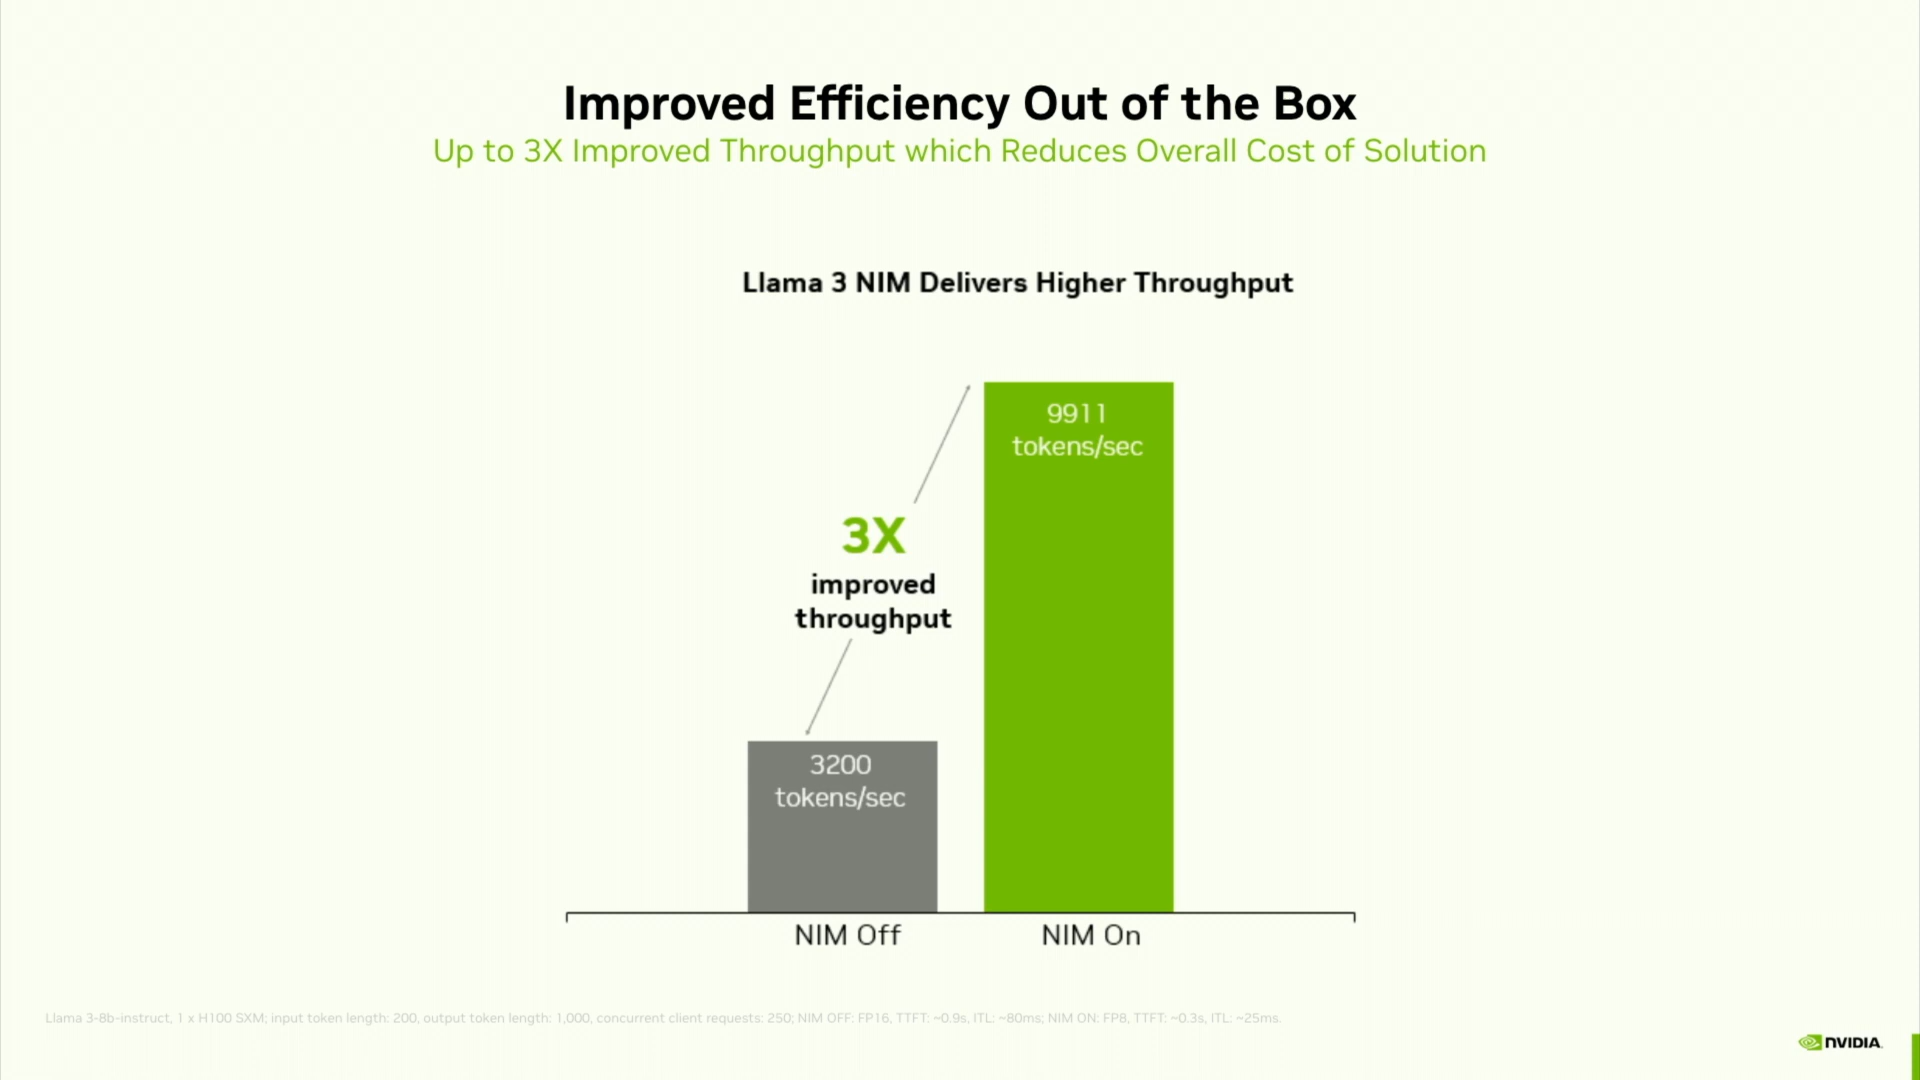 Improved Efficiency Out of the Box
Up to 3X Improved Throughput which Reduces Overall Cost of Solution
Llama 3 NIM Delivers Higher Throughput
9911
tokens/sec
3X
improved
throughput
3200
tokens/sec
NIM Off
NIM On
Llama 3-8b-instruct, 1 x H100 SXM; input token length: 200, output token length: 1,000, concurrent client requests: 250; NIM OFF: FP16, TTFT: ~0.9s, ITL: ~80ms; NIM ON: FP8, TTFT: ~0.3s, ITL: ~25ms.
NVIDIA